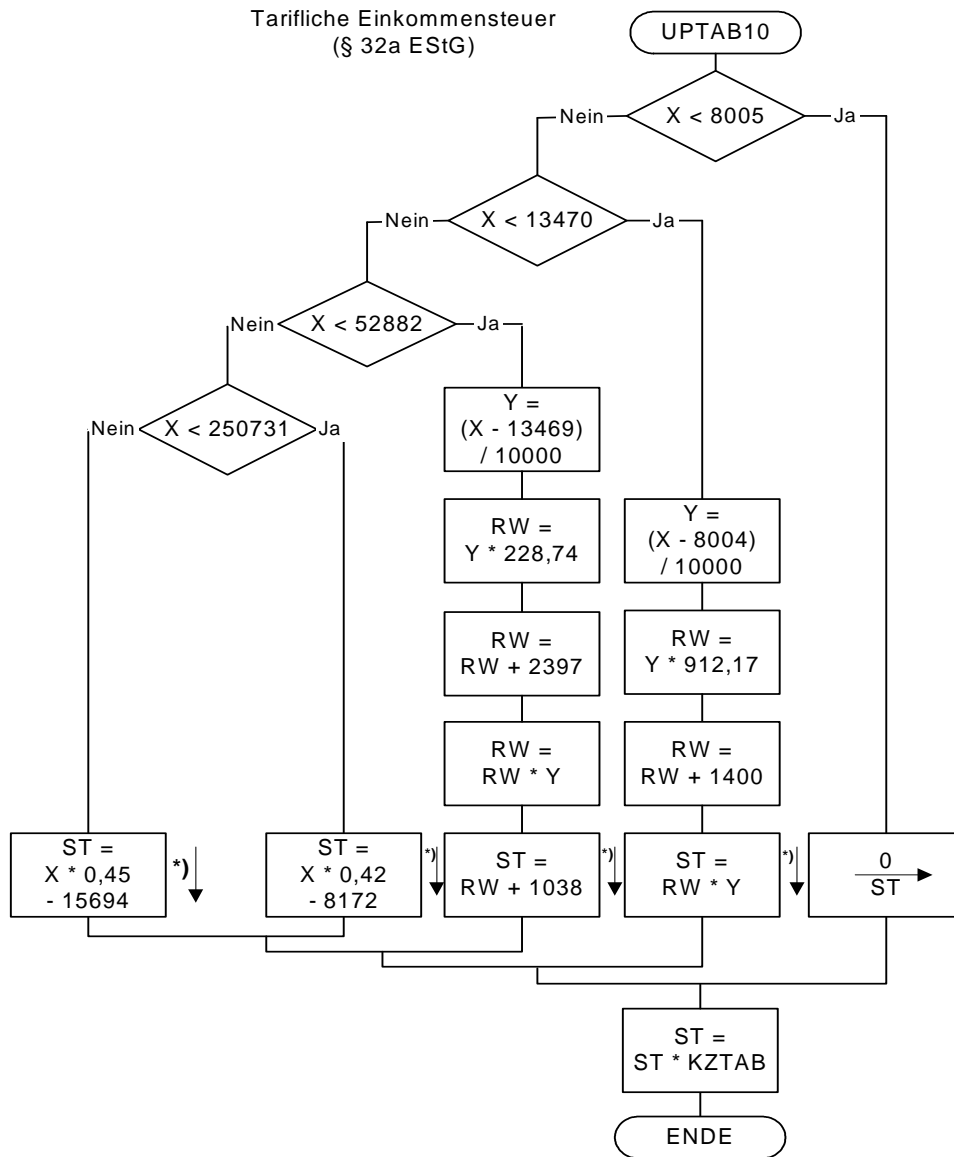 Tarifliche Einkommensteuer
(§ 32a EStG)
UPTAB10
Nein
X < 8005
Ja
Nein
X < 13470
Ja
Nein
X < 52882
Ja
Nein
X < 250731
Ja
Y =
(X - 13469)
/ 10000
RW =
Y * 228,74
Y =
(X - 8004)
/ 10000
RW =
RW + 2397
RW =
Y * 912,17
RW =
RW * Y
RW =
RW + 1400
ST =
X * 0,45
- 15694
*)
ST =
X * 0,42
- 8172
*)
ST =
RW + 1038
*)
ST =
RW * Y
*)
0
ST
ST =
ST * KZTAB
ENDE